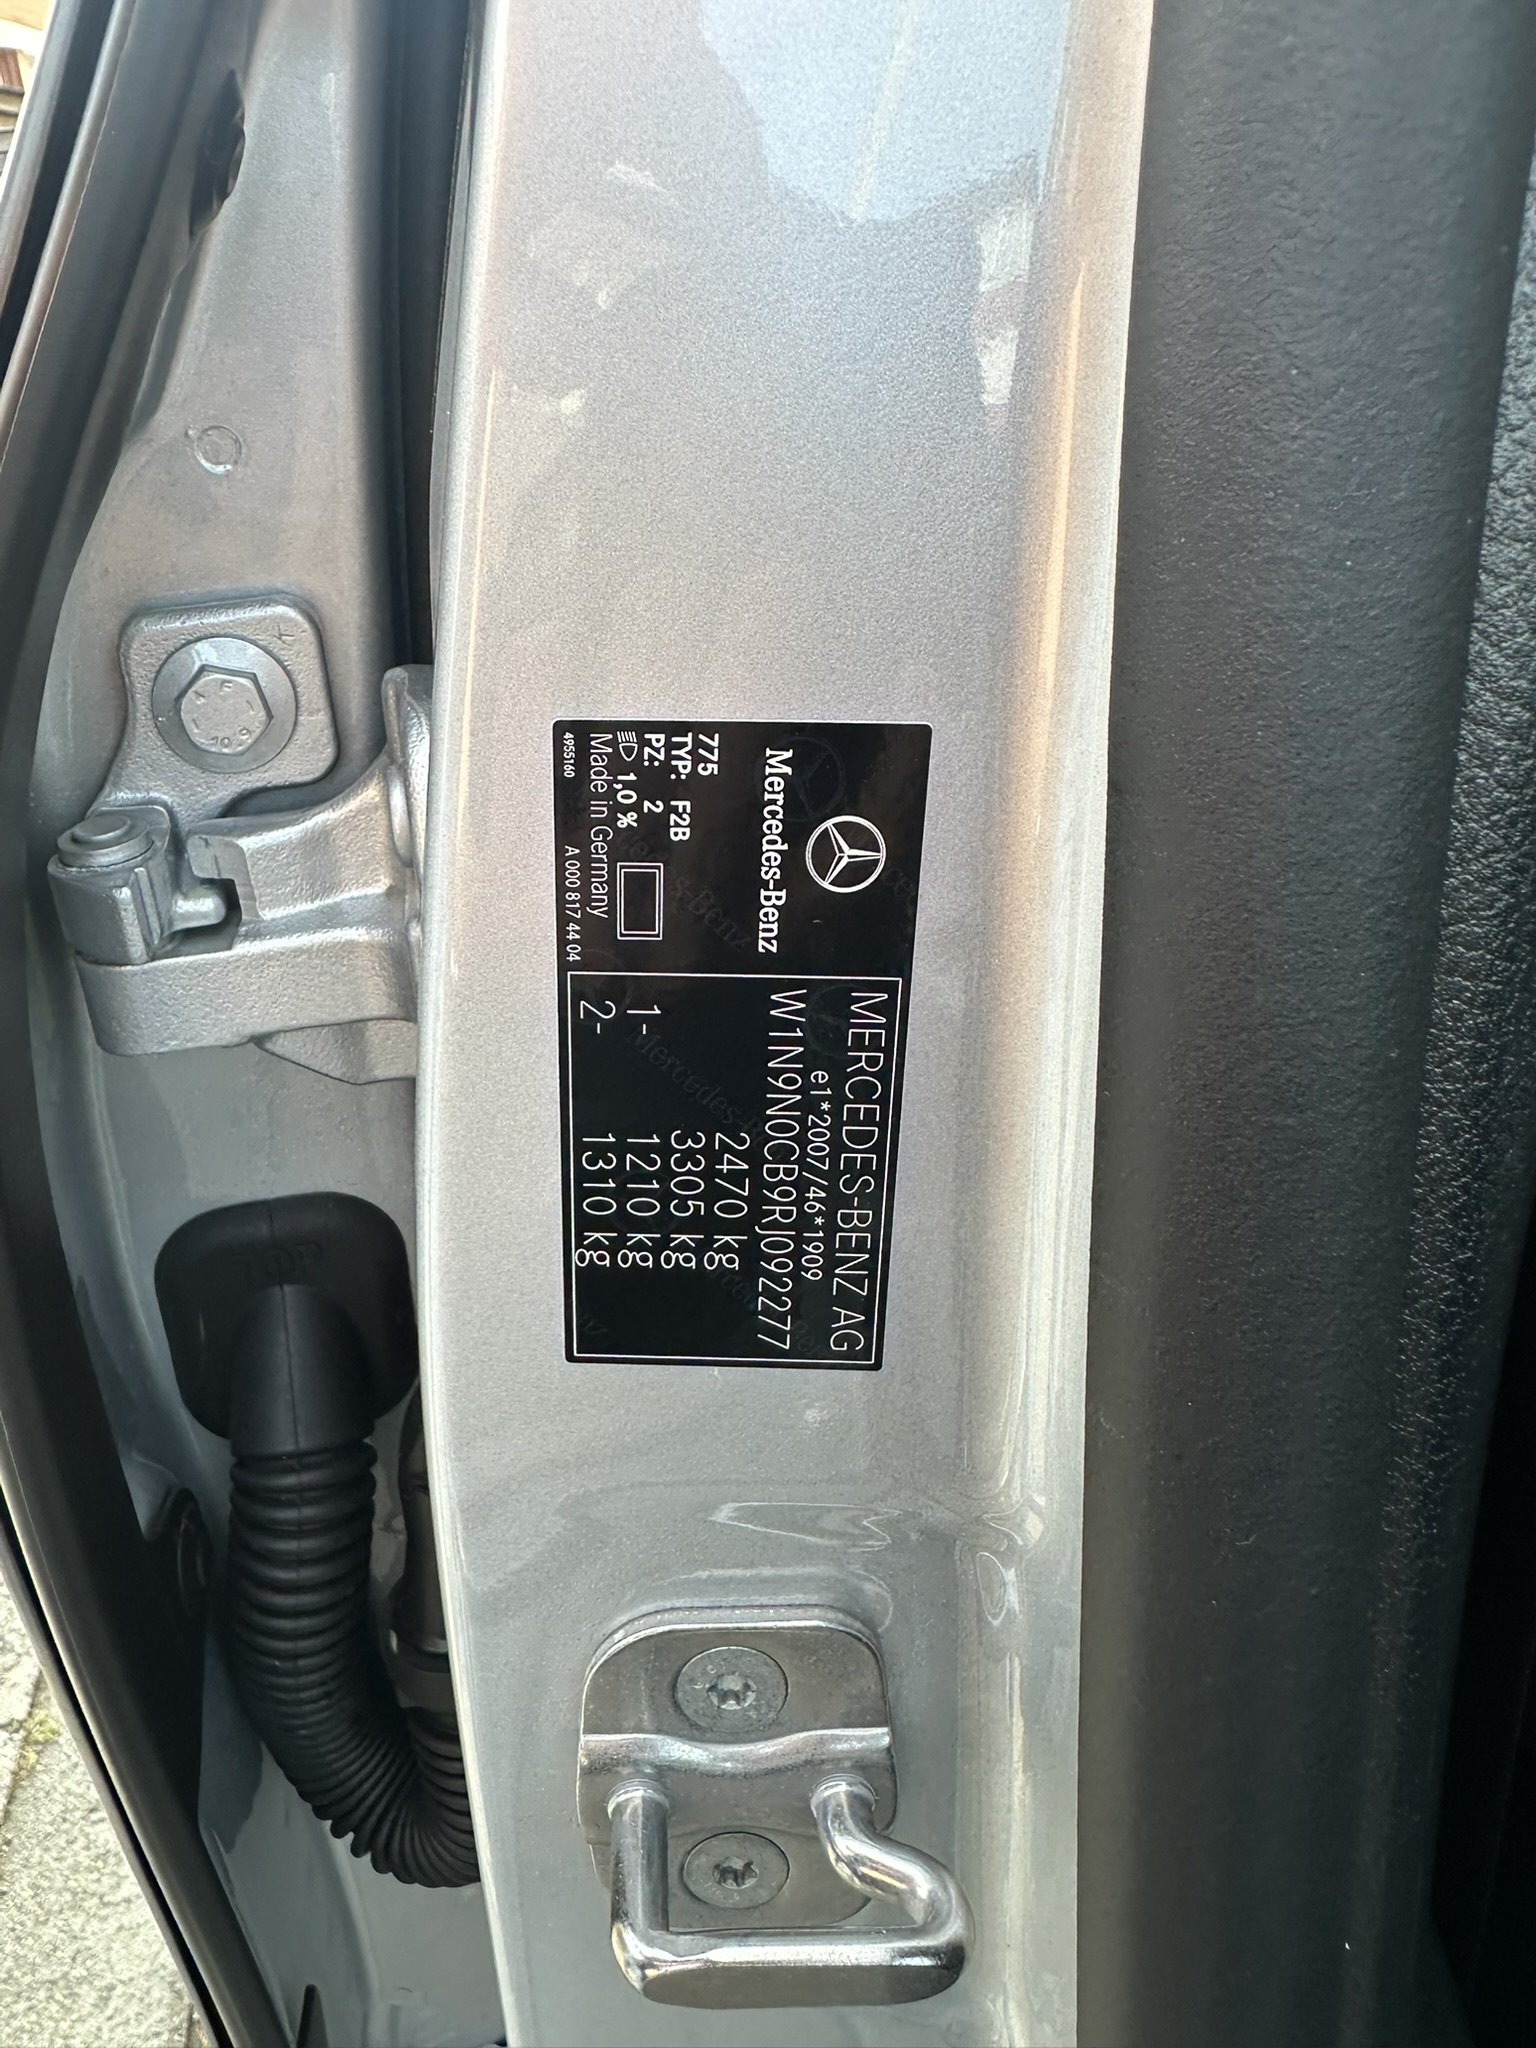 Mercedes-Benz
775
TYP: F2B
PZ: 2
1,0 %
Made in Germany
4955160 A 000 817 44 04
MERCEDES-BENZ AG
e1*2007/46*1909
W1N9N0CB9RJ092277
2470 kg
3305 kg
1- 1210 kg
2- 1310 kg